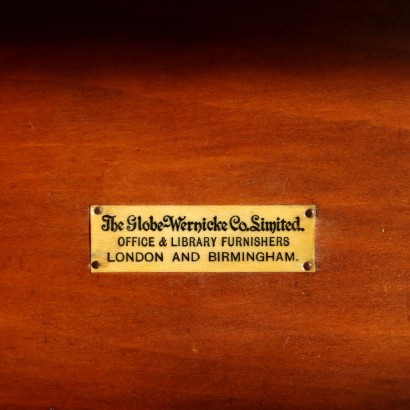 The Globe-Wernicke Co. Limited.
OFFICE & LIBRARY FURNISHERS
LONDON AND BIRMINGHAM.